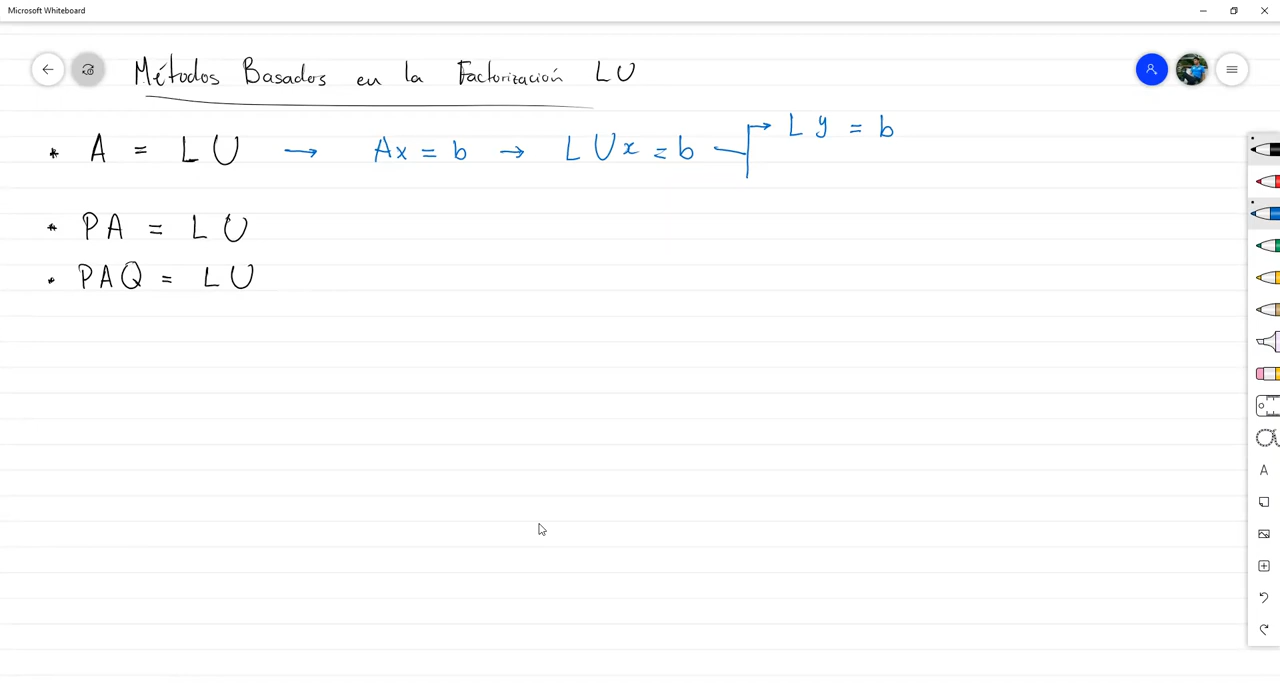 Microsoft Whiteboard
Métodos Basados en la Factorización LU
* A = LU → Ax = b → LUx = b → Ly = b
* PA = LU
* PAQ = LU
A